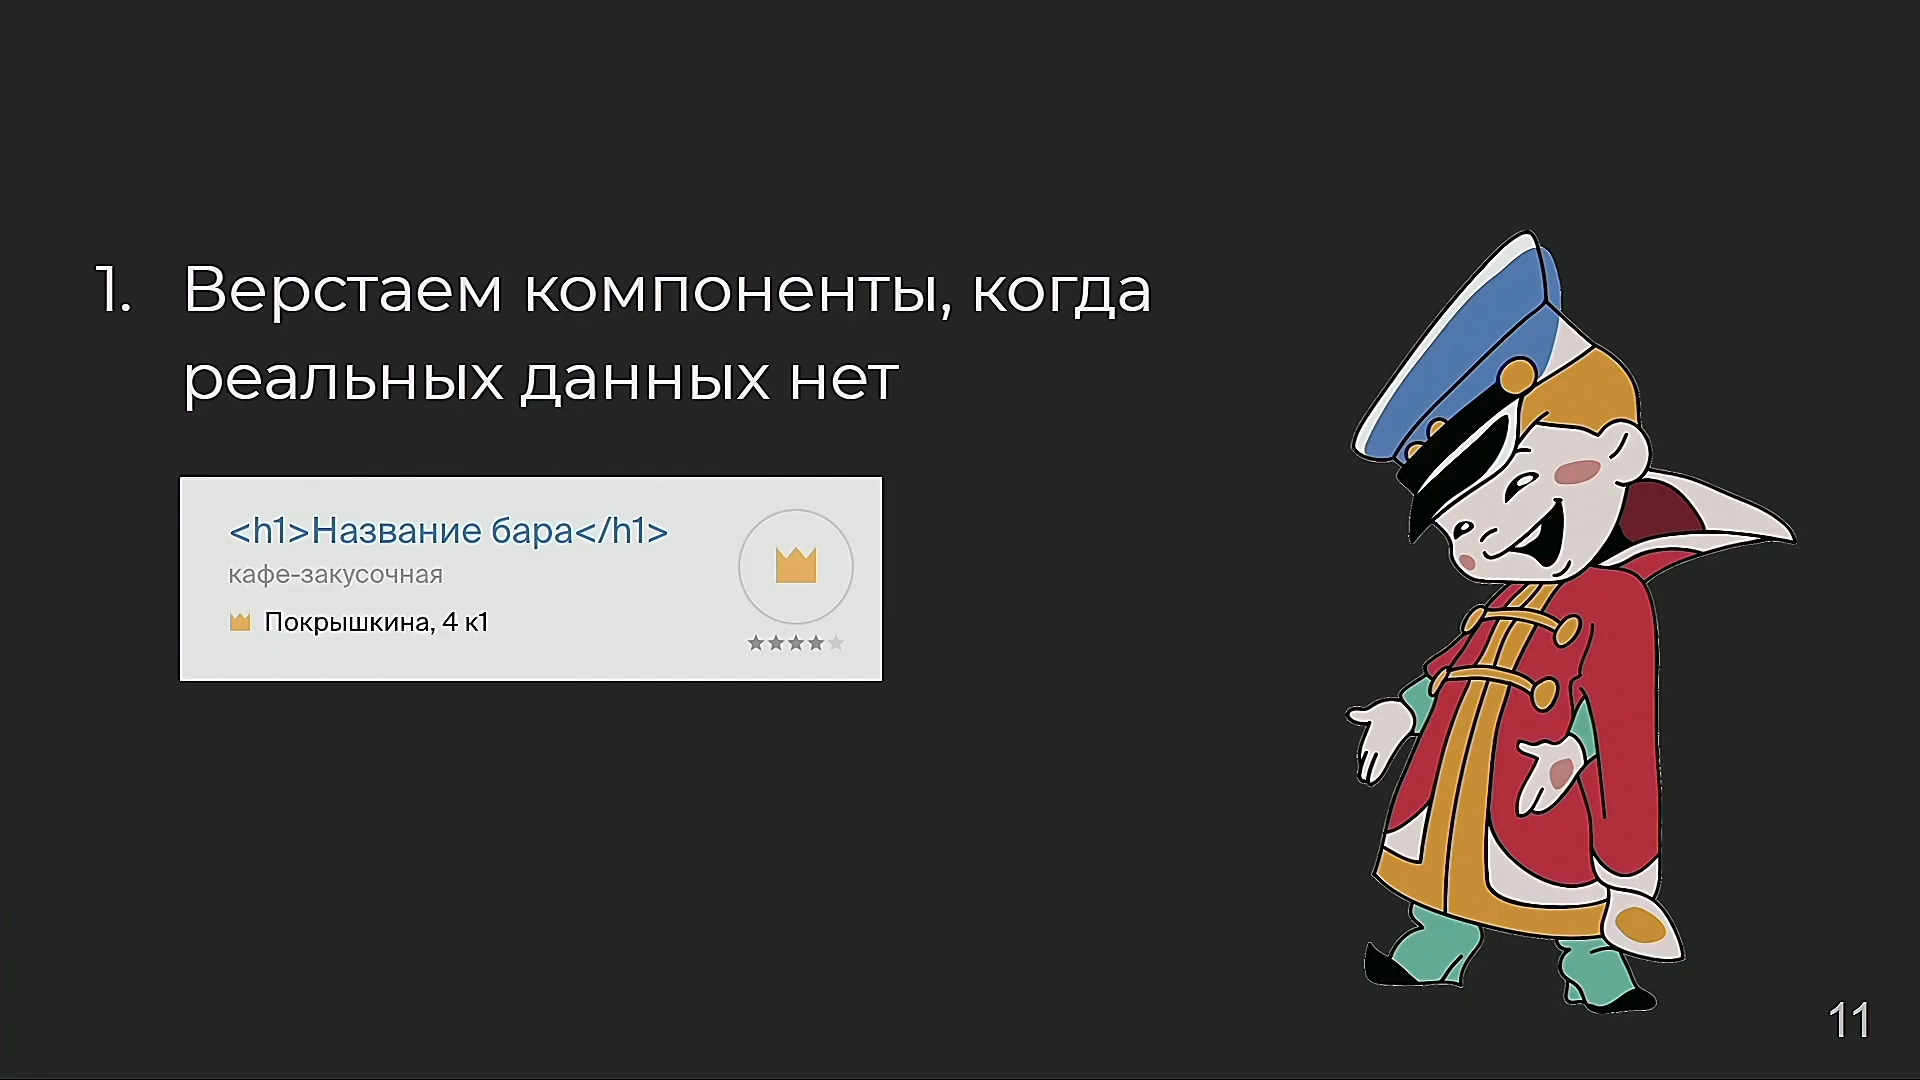 1. Верстаем компоненты, когда
реальных данных нет
<h1>Название бара</h1>
кафе-закусочная
Покрышкина, 4 к1
11